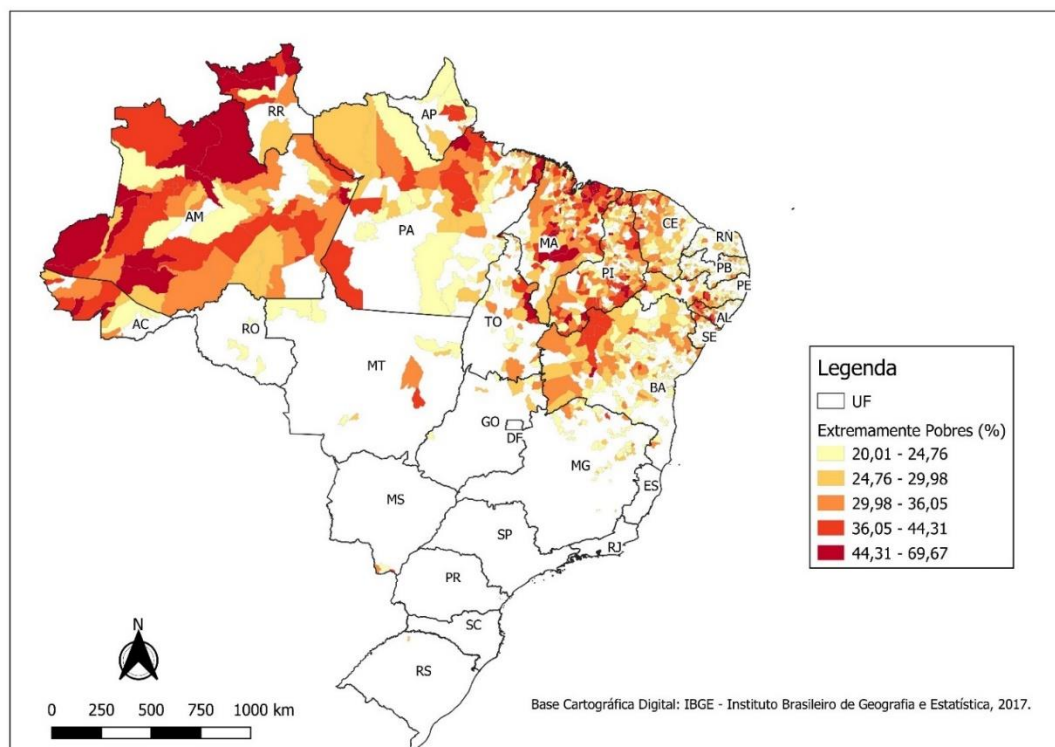 RR
AP
AM
PA
MA
CE
RN
PB
PE
PI
AL
SE
AC
RO
TO
MT
BA
GO
DF
MG
MS
ES
SP
RJ
PR
SC
RS
Legenda
UF
Extremamente Pobres (%)
20,01 - 24,76
24,76 - 29,98
29,98 - 36,05
36,05 - 44,31
44,31 - 69,67
N
0 250 500 750 1000 km
Base Cartográfica Digital: IBGE - Instituto Brasileiro de Geografia e Estatística, 2017.